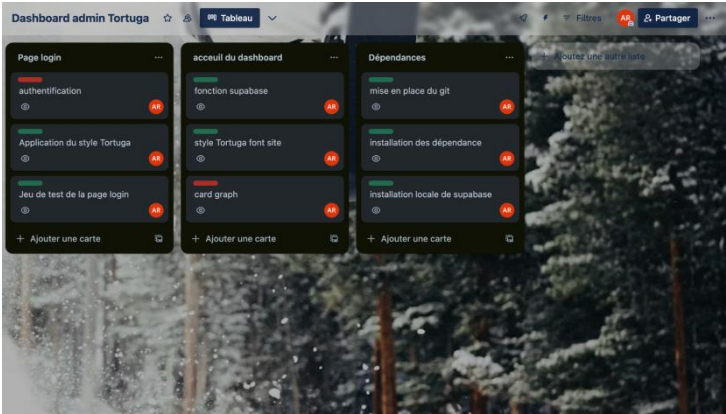 Dashboard admin Tortuga
Tableau
Filtres
AR
Partager
Page login
authentification
AR
Application du style Tortuga
AR
Jeu de test de la page login
AR
Ajouter une carte
acceuil du dashboard
fonction supabase
AR
style Tortuga font site
AR
card graph
AR
Ajouter une carte
Dépendances
mise en place du git
AR
installation des dépendance
AR
installation locale de supabase
AR
Ajouter une carte
Ajoutez une autre liste